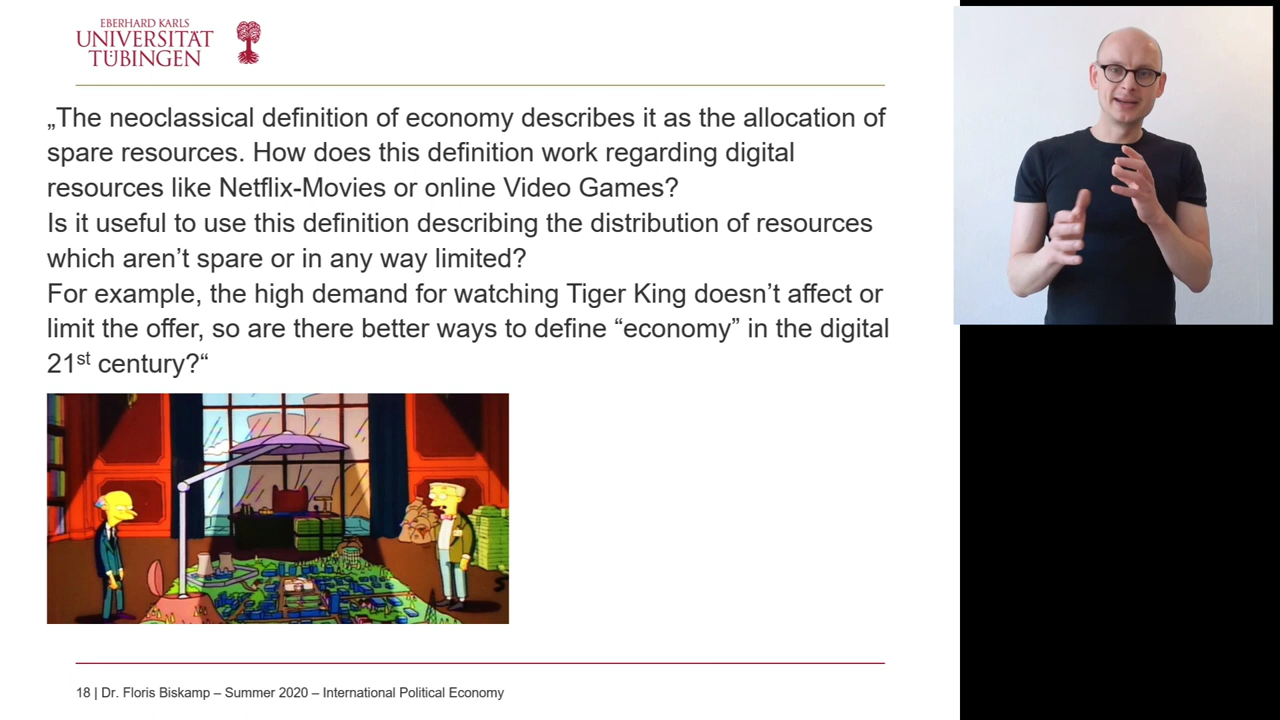 EBERHARD KARLS
UNIVERSITÄT
TÜBINGEN
„The neoclassical definition of economy describes it as the allocation of
spare resources. How does this definition work regarding digital
resources like Netflix-Movies or online Video Games?
Is it useful to use this definition describing the distribution of resources
which aren’t spare or in any way limited?
For example, the high demand for watching Tiger King doesn’t affect or
limit the offer, so are there better ways to define “economy” in the digital
21st century?“
18 | Dr. Floris Biskamp – Summer 2020 – International Political Economy